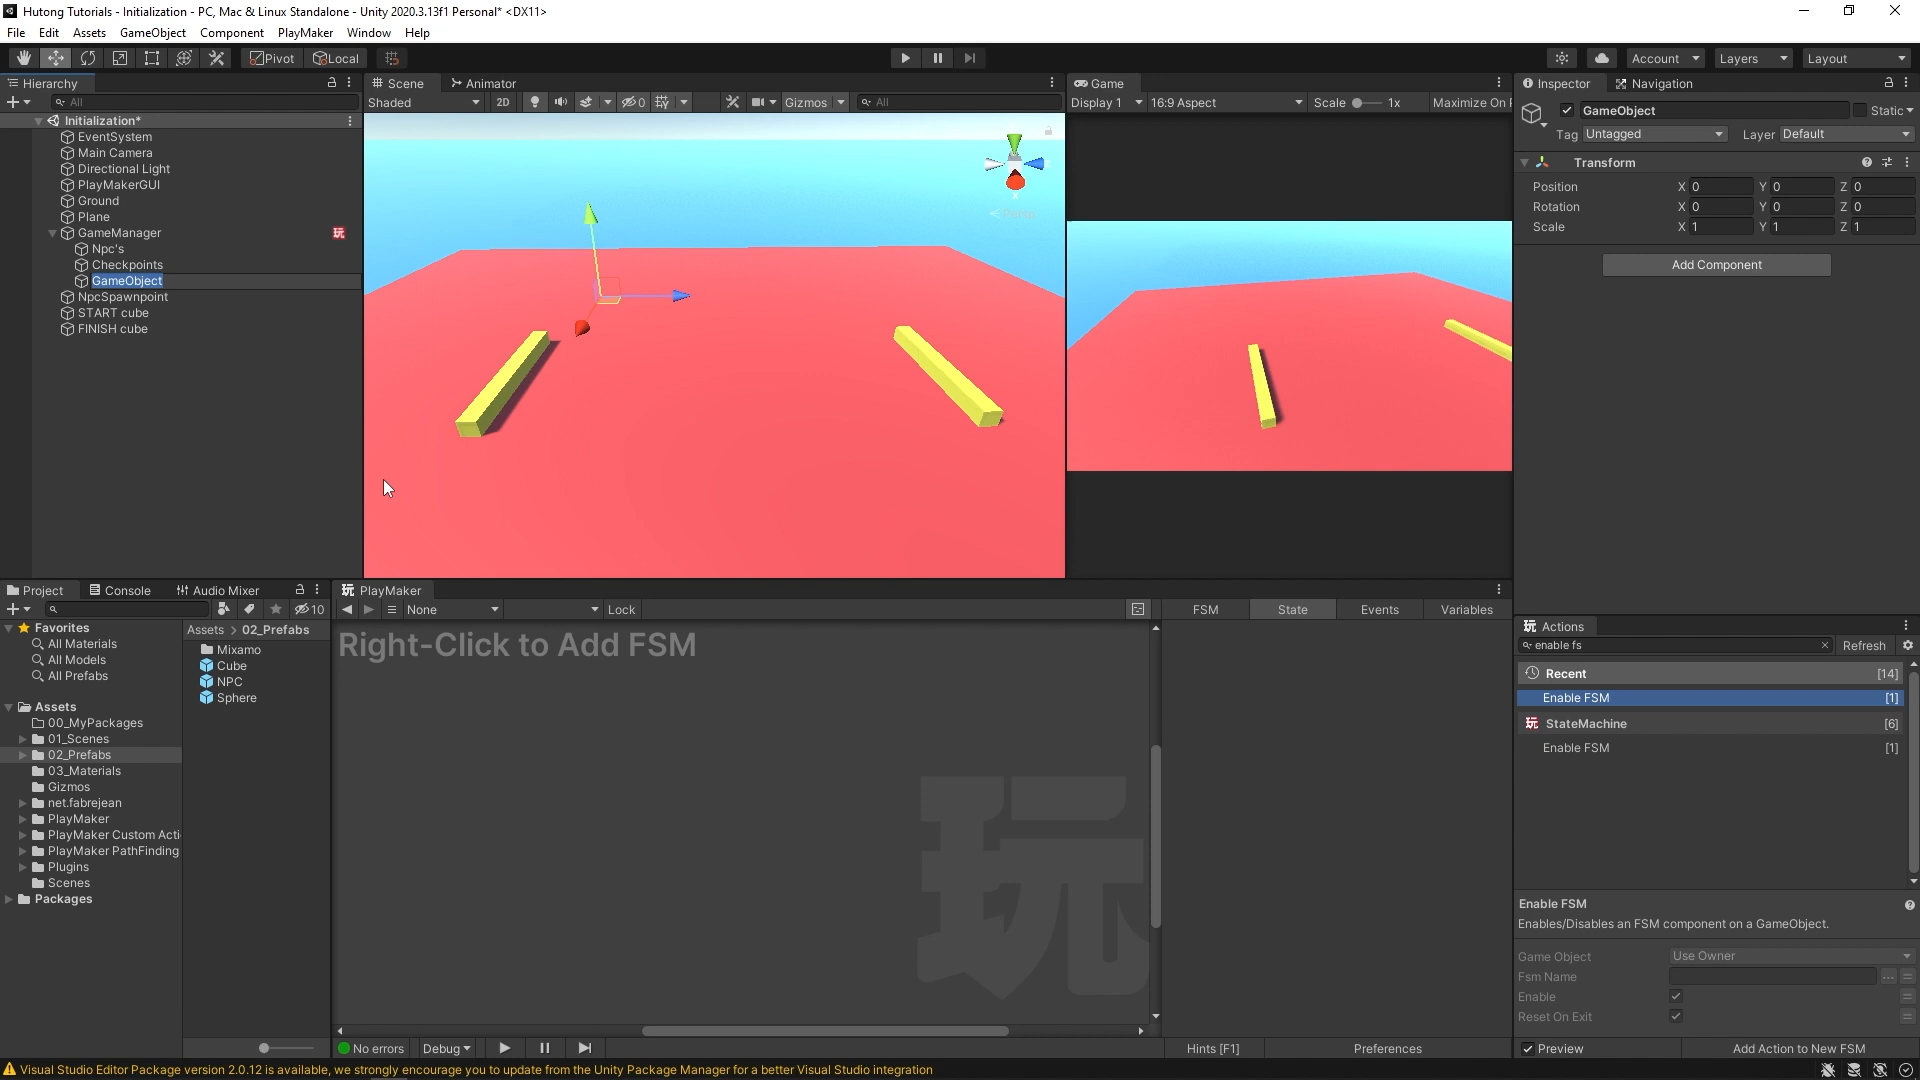 Hutong Tutorials - Initialization - PC, Mac & Linux Standalone - Unity 2020.3.13f1 Personal* <DX11>
File Edit Assets GameObject Component PlayMaker Window Help
Pivot Local Account Layers Layout
Hierarchy
All
Initialization*
EventSystem
Main Camera
Directional Light
PlayMakerGUI
Ground
Plane
GameManager 玩
Npc's
Checkpoints
GameObject
NpcSpawnpoint
START cube
FINISH cube
Scene Animator
Shaded 2D 0 Gizmos All
Persp
Game
Display 1 16:9 Aspect Scale 1x Maximize On P
Inspector Navigation
GameObject Static
Tag Untagged Layer Default
Transform
Position X 0 Y 0 Z 0
Rotation X 0 Y 0 Z 0
Scale X 1 Y 1 Z 1
Add Component
Project Console Audio Mixer
10
Favorites
All Materials
All Models
All Prefabs
Assets
00_MyPackages
01_Scenes
02_Prefabs
03_Materials
Gizmos
net.fabrejean
PlayMaker
PlayMaker Custom Acti
PlayMaker PathFinding
Plugins
Scenes
Packages
Assets > 02_Prefabs
Mixamo
Cube
NPC
Sphere
玩 PlayMaker
None Lock
Right-Click to Add FSM
玩
No errors Debug
FSM State Events Variables
Hints [F1] Preferences
玩 Actions
enable fs Refresh
Recent [14]
Enable FSM [1]
玩 StateMachine [6]
Enable FSM [1]
Enable FSM
Enables/Disables an FSM component on a GameObject.
Game Object Use Owner
Fsm Name
Enable
Reset On Exit
Preview Add Action to New FSM
Visual Studio Editor Package version 2.0.12 is available, we strongly encourage you to update from the Unity Package Manager for a better Visual Studio integration